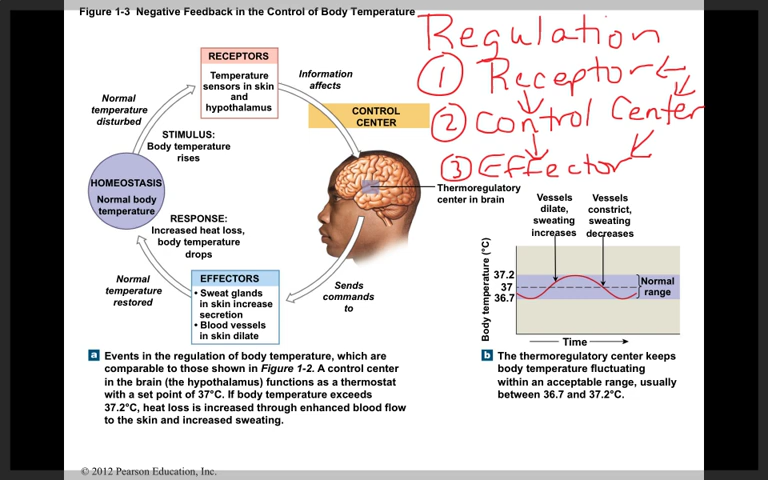 Figure 1-3 Negative Feedback in the Control of Body Temperature
Regulation
① Receptor
② Control Center
③ Effector
RECEPTORS
Temperature
sensors in skin
and
hypothalamus
Information
affects
CONTROL
CENTER
Normal
temperature
disturbed
STIMULUS:
Body temperature
rises
HOMEOSTASIS
Normal body
temperature
Thermoregulatory
center in brain
RESPONSE:
Increased heat loss,
body temperature
drops
Normal
temperature
restored
EFFECTORS
• Sweat glands
in skin increase
secretion
• Blood vessels
in skin dilate
Sends
commands
to
Vessels
dilate,
sweating
increases
Vessels
constrict,
sweating
decreases
Body temperature (°C)
37.2
37
36.7
Normal
range
Time
a Events in the regulation of body temperature, which are
comparable to those shown in Figure 1-2. A control center
in the brain (the hypothalamus) functions as a thermostat
with a set point of 37°C. If body temperature exceeds
37.2°C, heat loss is increased through enhanced blood flow
to the skin and increased sweating.
b The thermoregulatory center keeps
body temperature fluctuating
within an acceptable range, usually
between 36.7 and 37.2°C.
© 2012 Pearson Education, Inc.